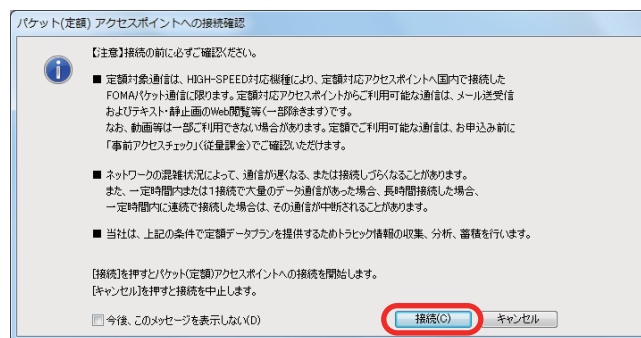 パケット(定額) アクセスポイントへの接続確認
【注意】接続の前に必ずご確認ください。
■ 定額対象通信は、HIGH-SPEED対応機種により、定額対応アクセスポイントへ国内で接続した
FOMAパケット通信に限ります。定額対応アクセスポイントからご利用可能な通信は、メール送受信
およびテキスト・静止画のWeb閲覧等(一部除きます)です。
なお、動画等は一部ご利用できない場合があります。定額でご利用可能な通信は、お申込み前に
「事前アクセスチェック」(従量課金)でご確認いただけます。
■ ネットワークの混雑状況によって、通信が遅くなる、または接続しづらくなることがあります。
また、一定時間内または1接続で大量のデータ通信があった場合、長時間接続した場合、
一定時間内に連続で接続した場合は、その通信が中断されることがあります。
■ 当社は、上記の条件で定額データプランを提供するためトラヒック情報の収集、分析、蓄積を行います。
[接続]を押すとパケット(定額)アクセスポイントへの接続を開始します。
[キャンセル]を押すと接続を中止します。
今後、このメッセージを表示しない(D)
接続(C)
キャンセル